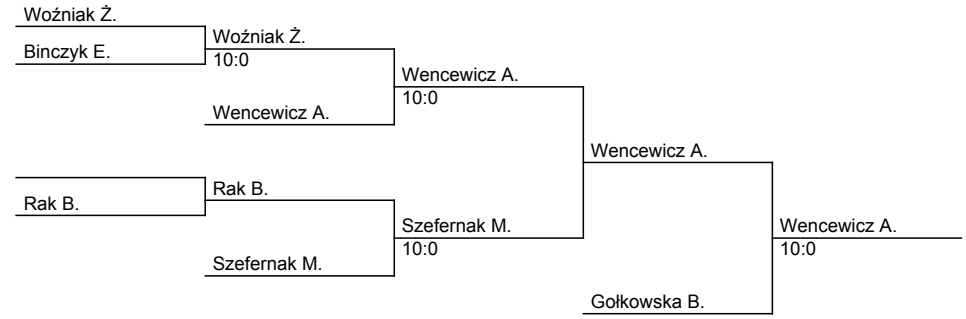 Woźniak Ż.
Binczyk E.
Woźniak Ż.
10:0
Wencewicz A.
Wencewicz A.
10:0
Rak B.
Rak B.
Szefernak M.
Szefernak M.
10:0
Wencewicz A.
Gołkowska B.
Wencewicz A.
10:0